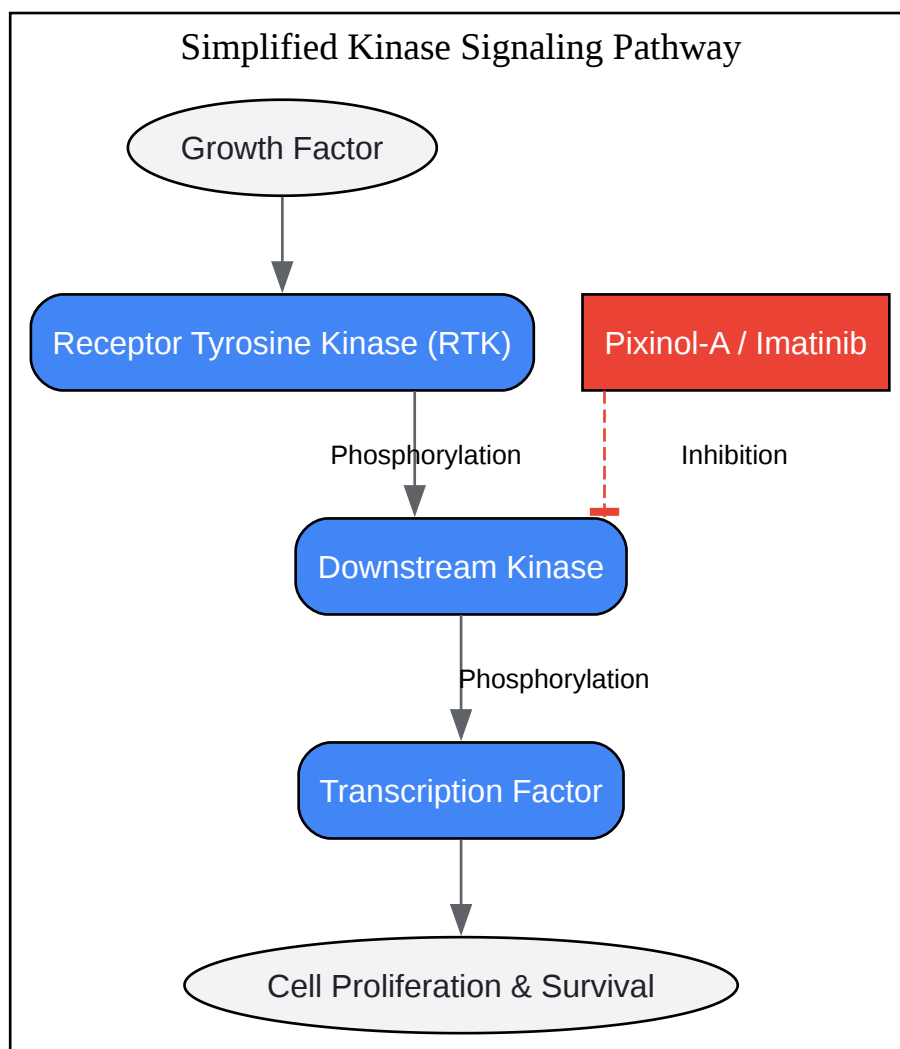 Simplified Kinase Signaling Pathway
Growth Factor
Receptor Tyrosine Kinase (RTK)
Pixinol-A / Imatinib
Phosphorylation
Inhibition
Downstream Kinase
Phosphorylation
Transcription Factor
Cell Proliferation & Survival